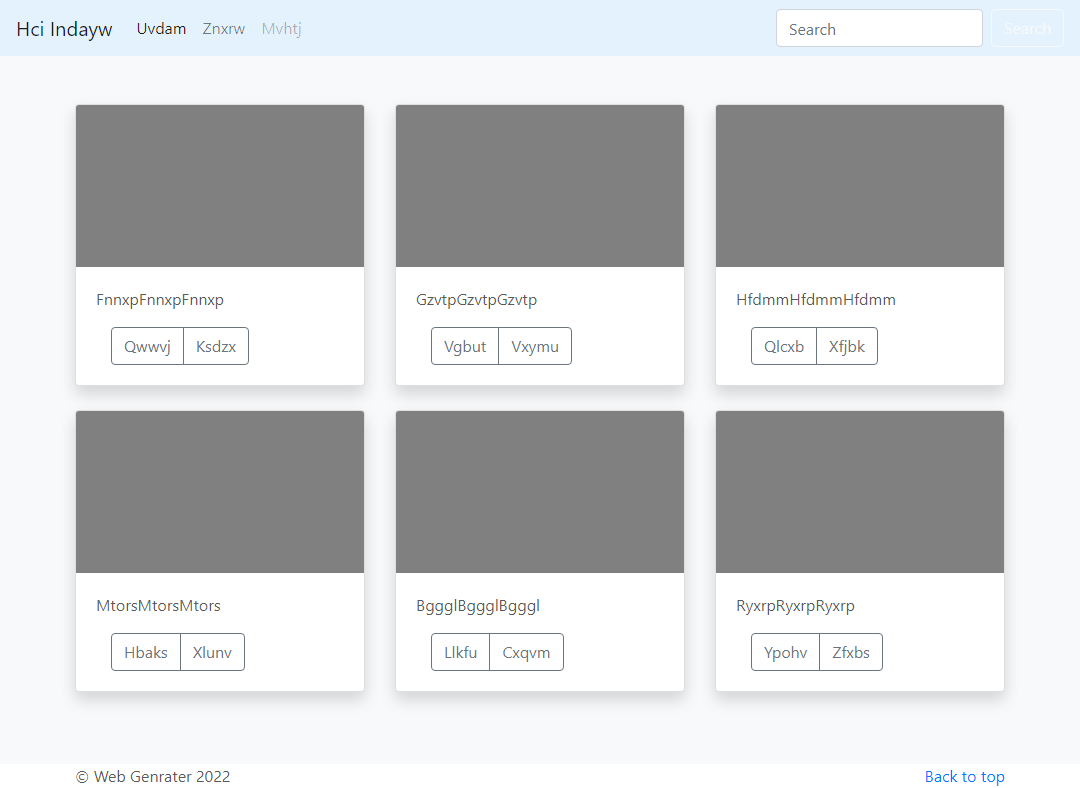 Hci Indayw Uvdam Znxrw Mvhtj Search Search
FnnxpFnnxpFnnxp GzvtpGzvtpGzvtp HfdmmHfdmmHfdmm
Qwwvj Ksdzx Vgbut Vxymu Qlcxb Xfjbk
MtorsMtorsMtors BggglBggglBgggl RyxrpRyxrpRyxrp
Hbaks Xlunv Llkfu Cxqvm Ypohv Zfxbs
© Web Genrater 2022 Back to top